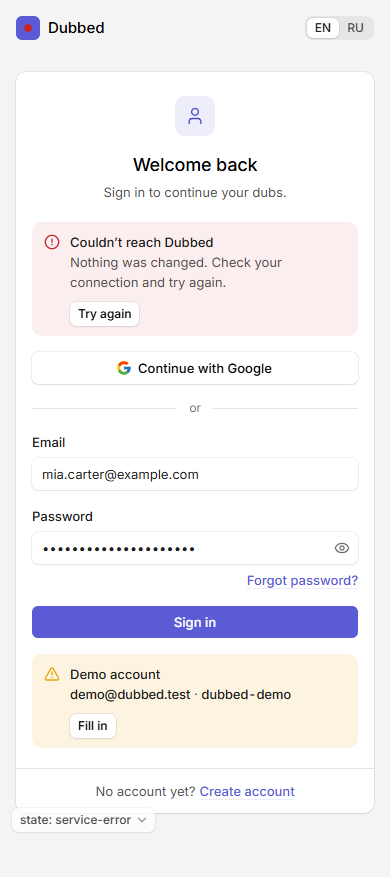 Dubbed
EN RU
Welcome back
Sign in to continue your dubs.
Couldn’t reach Dubbed
Nothing was changed. Check your
connection and try again.
Try again
Continue with Google
or
Email
mia.carter@example.com
Password
•••••••••••••••••••••
Forgot password?
Sign in
Demo account
demo@dubbed.test · dubbed-demo
Fill in
No account yet? Create account
state: service-error